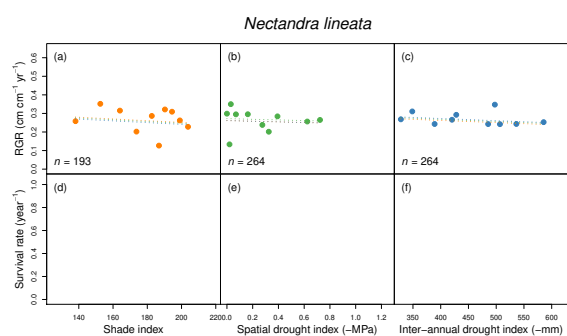 Nectandra lineata
RGR (cm cm⁻¹ yr⁻¹)
0.0 0.1 0.2 0.3 0.4 0.5 0.6
(a)
n = 193
(b)
n = 264
(c)
n = 264
Survival rate (year⁻¹)
0.0 0.2 0.4 0.6 0.8 1.0
(d)
(e)
(f)
140 160 180 200 220
Shade index
0.0 0.2 0.4 0.6 0.8 1.0 1.2
Spatial drought index (−MPa)
350 400 450 500 550 600
Inter−annual drought index (−mm)